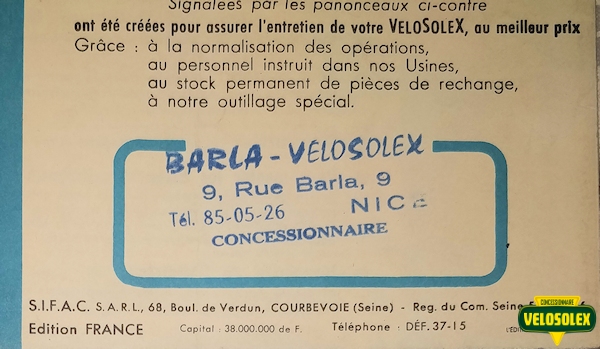 Signalées par les panonceaux ci-contre
ont été créées pour assurer l'entretien de votre VELOSOLEX, au meilleur prix
Grâce : à la normalisation des opérations,
au personnel instruit dans nos Usines,
au stock permanent de pièces de rechange,
à notre outillage spécial.
BARLA - VELOSOLEX
9, Rue Barla, 9
Tél. 85-05-26 NICE
CONCESSIONNAIRE
S.I.F.A.C. S.A.R.L., 68, Boul. de Verdun, COURBEVOIE (Seine) - Reg. du Com. Seine
Edition FRANCE Capital : 38.000.000 de F. Téléphone · DÉF. 37-15
CONCESSIONNAIRE
VELOSOLEX